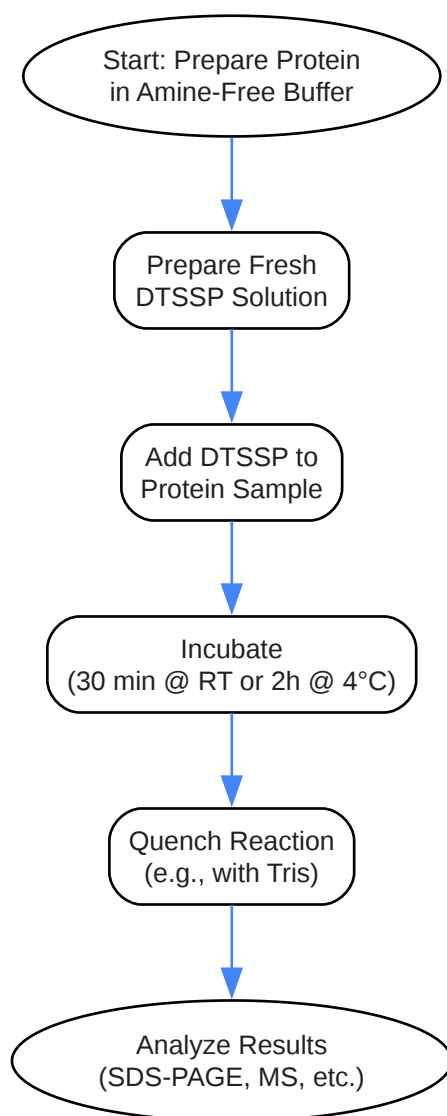 Start: Prepare Protein
in Amine-Free Buffer
Prepare Fresh
DTSSP Solution
Add DTSSP to
Protein Sample
Incubate
(30 min @ RT or 2h @ 4°C)
Quench Reaction
(e.g., with Tris)
Analyze Results
(SDS-PAGE, MS, etc.)